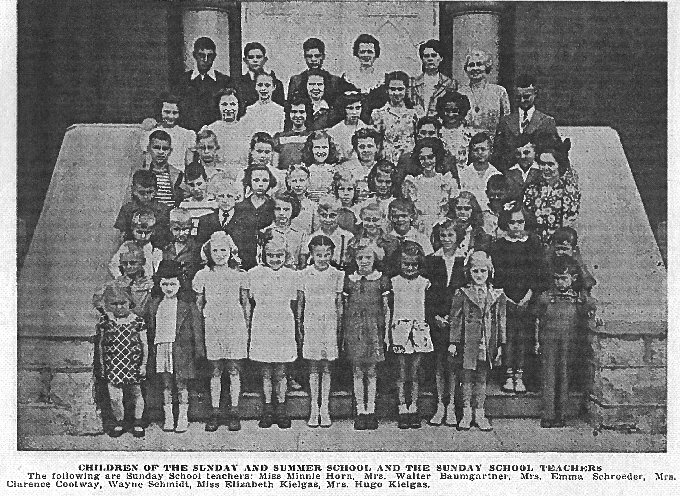 CHILDREN OF THE SUNDAY AND SUMMER SCHOOL AND THE SUNDAY SCHOOL TEACHERS
The following are Sunday School teachers: Miss Minnie Horn, Mrs. Walter Baumgartner, Mrs. Emma Schroeder, Mrs.
Clarence Cootway, Wayne Schmidt, Miss Elizabeth Kielgas, Mrs. Hugo Kielgas.